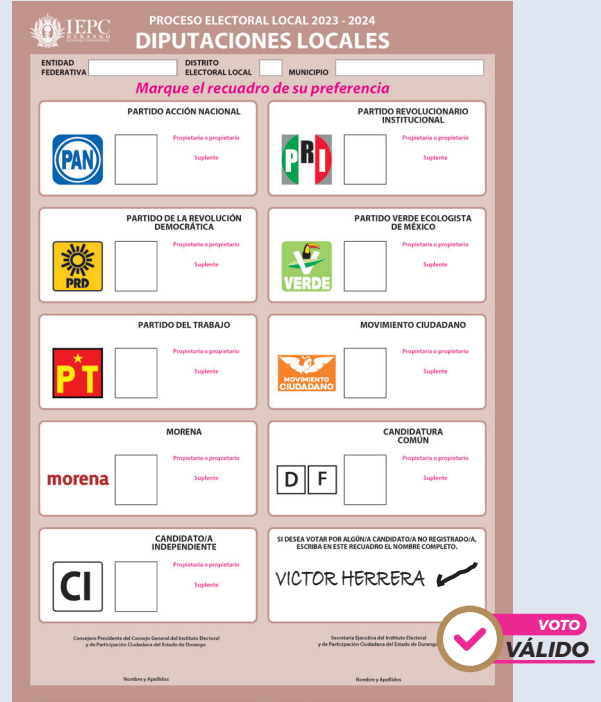 IEPC
DURANGO
PROCESO ELECTORAL LOCAL 2023 - 2024
DIPUTACIONES LOCALES
ENTIDAD
FEDERATIVA
DISTRITO
ELECTORAL LOCAL
MUNICIPIO
Marque el recuadro de su preferencia
PARTIDO ACCIÓN NACIONAL
PAN
Propietaria o propietario
Suplente
PARTIDO REVOLUCIONARIO
INSTITUCIONAL
PRI
Propietaria o propietario
Suplente
PARTIDO DE LA REVOLUCIÓN
DEMOCRÁTICA
PRD
Propietaria o propietario
Suplente
PARTIDO VERDE ECOLOGISTA
DE MÉXICO
VERDE
Propietaria o propietario
Suplente
PARTIDO DEL TRABAJO
PT
Propietaria o propietario
Suplente
MOVIMIENTO CIUDADANO
MOVIMIENTO
CIUDADANO
Propietaria o propietario
Suplente
MORENA
morena
Propietaria o propietario
Suplente
CANDIDATURA
COMÚN
D F
Propietaria o propietario
Suplente
CANDIDATO/A
INDEPENDIENTE
CI
Propietaria o propietario
Suplente
SI DESEA VOTAR POR ALGÚN/A CANDIDATO/A NO REGISTRADO/A,
ESCRIBA EN ESTE RECUADRO EL NOMBRE COMPLETO.
VICTOR HERRERA
Consejero Presidente del Consejo General del Instituto Electoral
y de Participación Ciudadana del Estado de Durango
Nombre y Apellidos
Secretaria Ejecutiva del Instituto Electoral
y de Participación Ciudadana del Estado de Durango
Nombre y Apellidos
VOTO
VÁLIDO